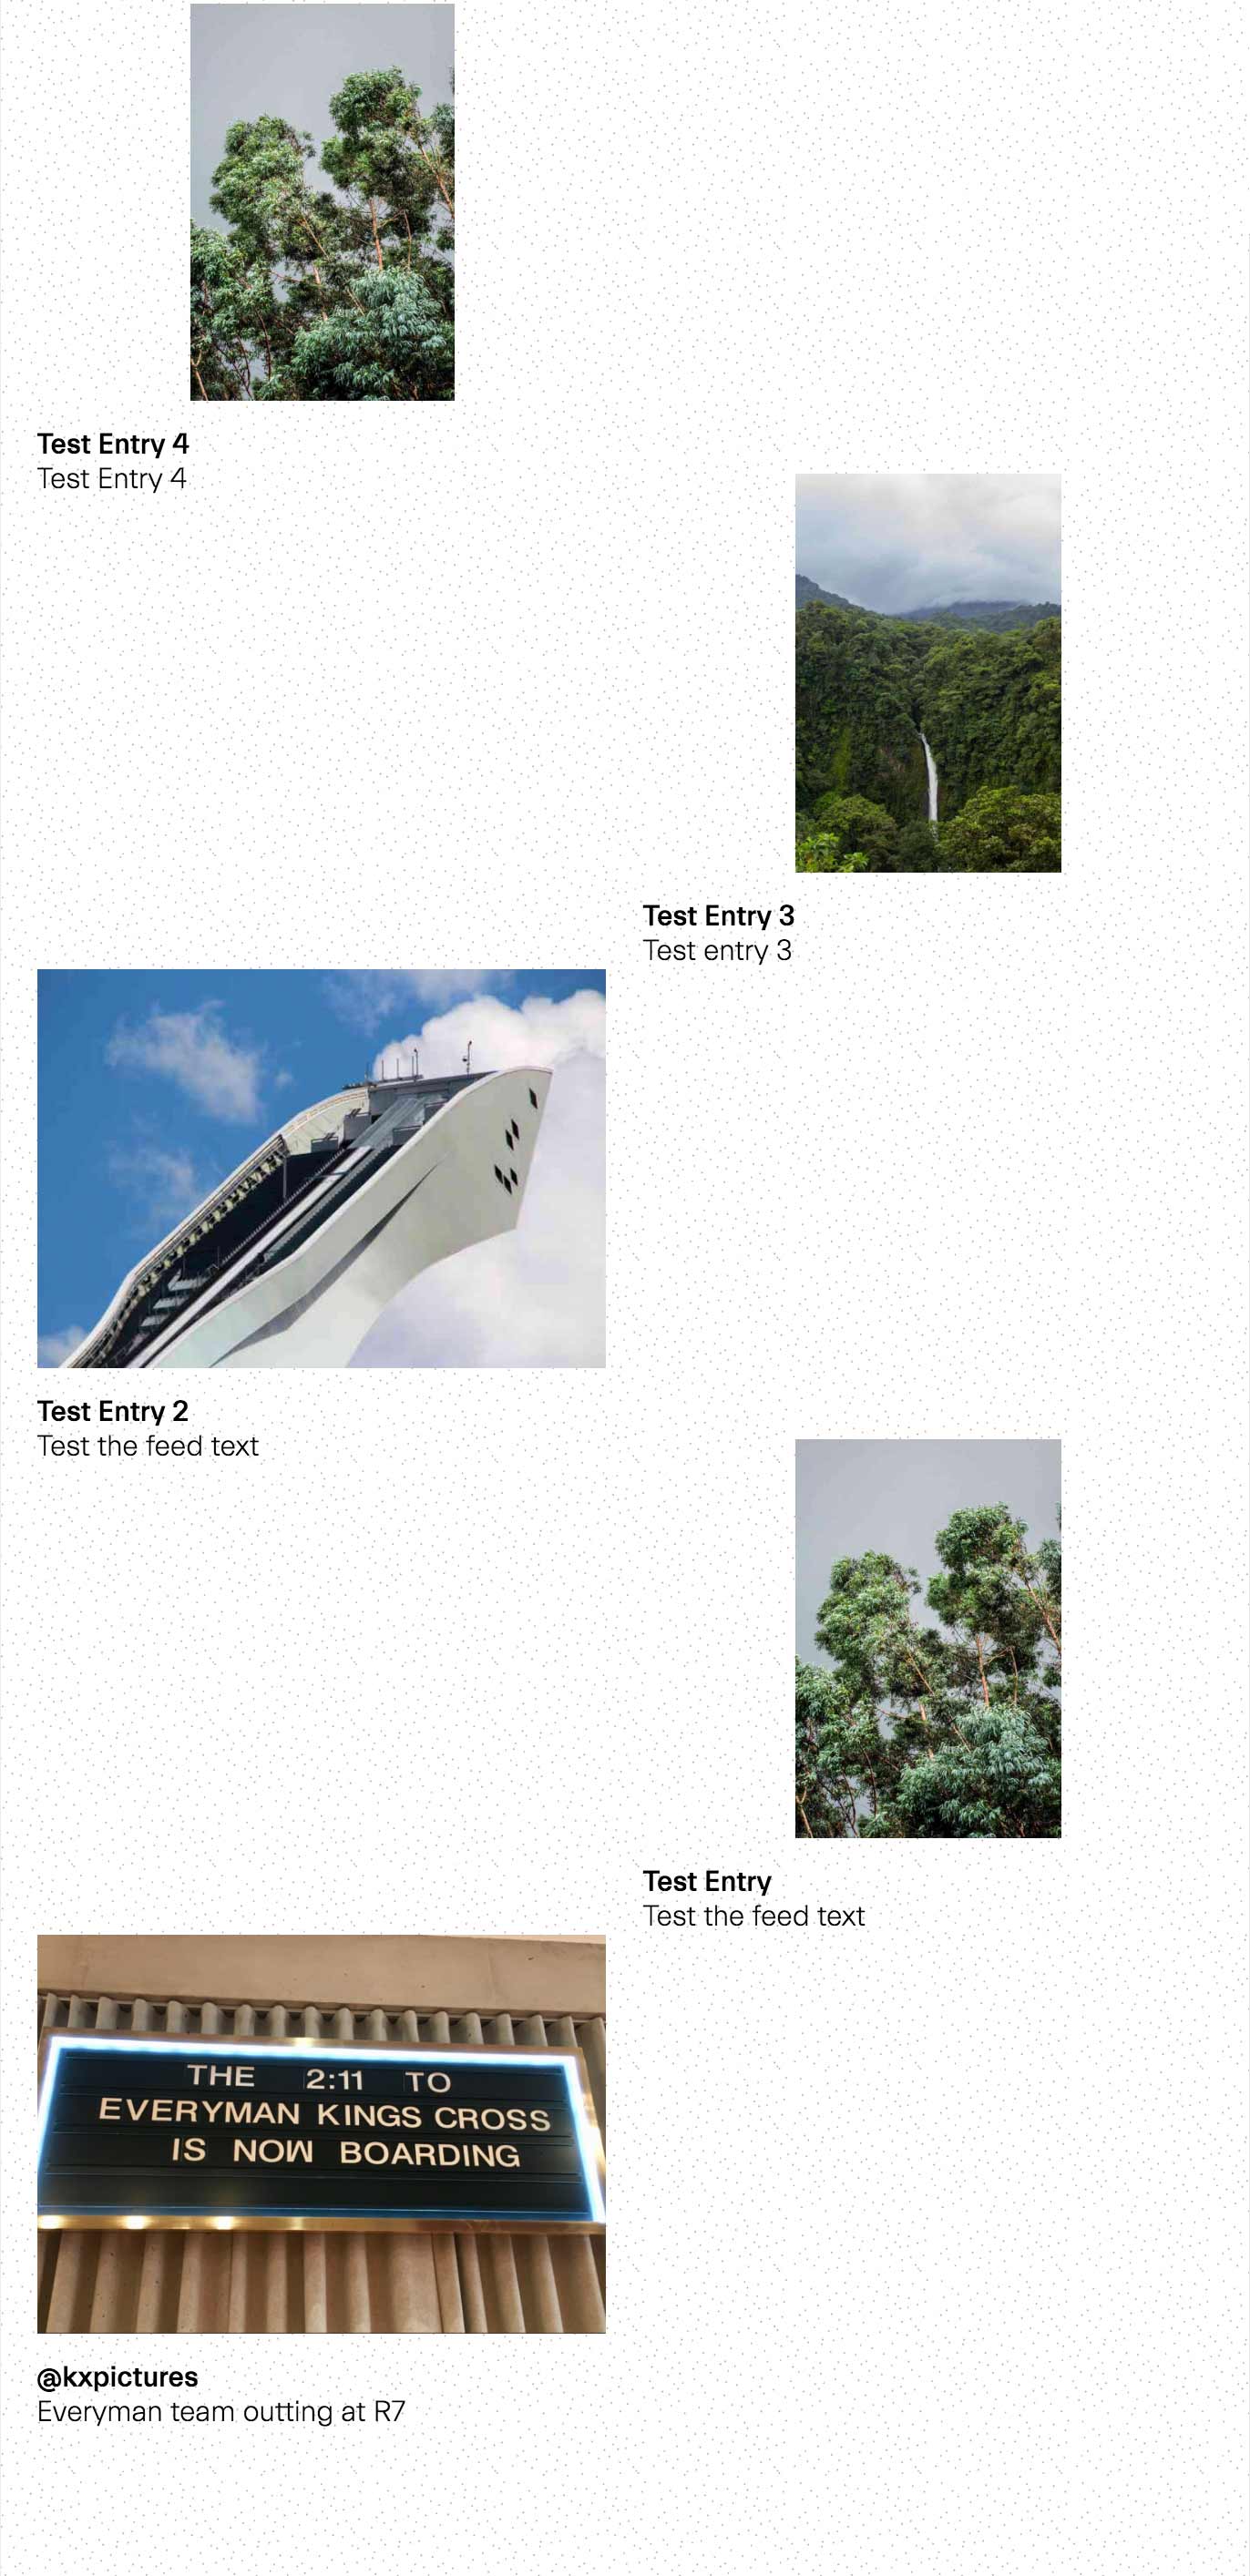 Test Entry 4
Test Entry 4
Test Entry 3
Test entry 3
Test Entry 2
Test the feed text
Test Entry
Test the feed text
THE 2:11 TO
EVERYMAN KINGS CROSS
IS NOW BOARDING
@kxpictures
Everyman team outting at R7